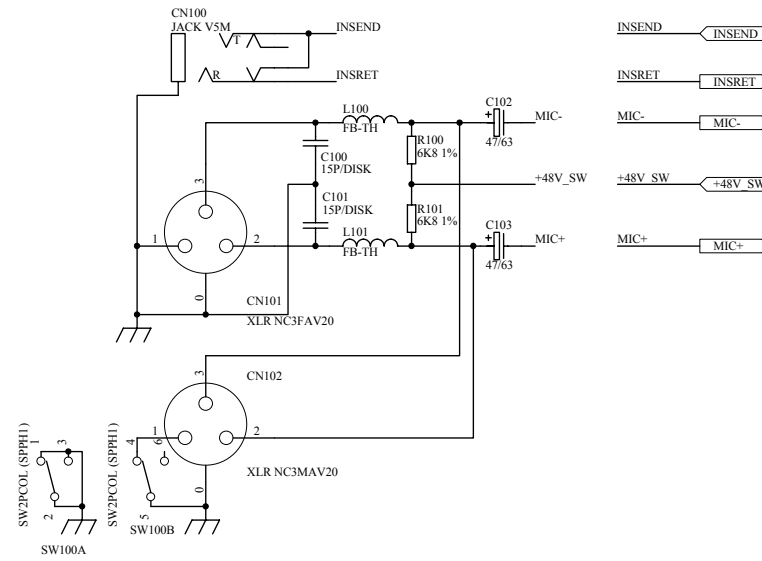 CN100
JACK V5M
T
R
INSEND
INSRET
INSEND
INSEND
INSRET
INSRET
L100
FB-TH
C102
+
47/63
MIC-
MIC-
MIC-
C100
15P/DISK
R100
6K8 1%
+48V_SW
+48V_SW
+48V_SW
C101
15P/DISK
R101
6K8 1%
3
1
2
0
L101
FB-TH
C103
+
47/63
MIC+
MIC+
MIC+
CN101
XLR NC3FAV20
3
CN102
1
2
0
XLR NC3MAV20
SW2PCOL (SPPH1)
1
3
2
SW100A
SW2PCOL (SPPH1)
4
6
5
SW100B